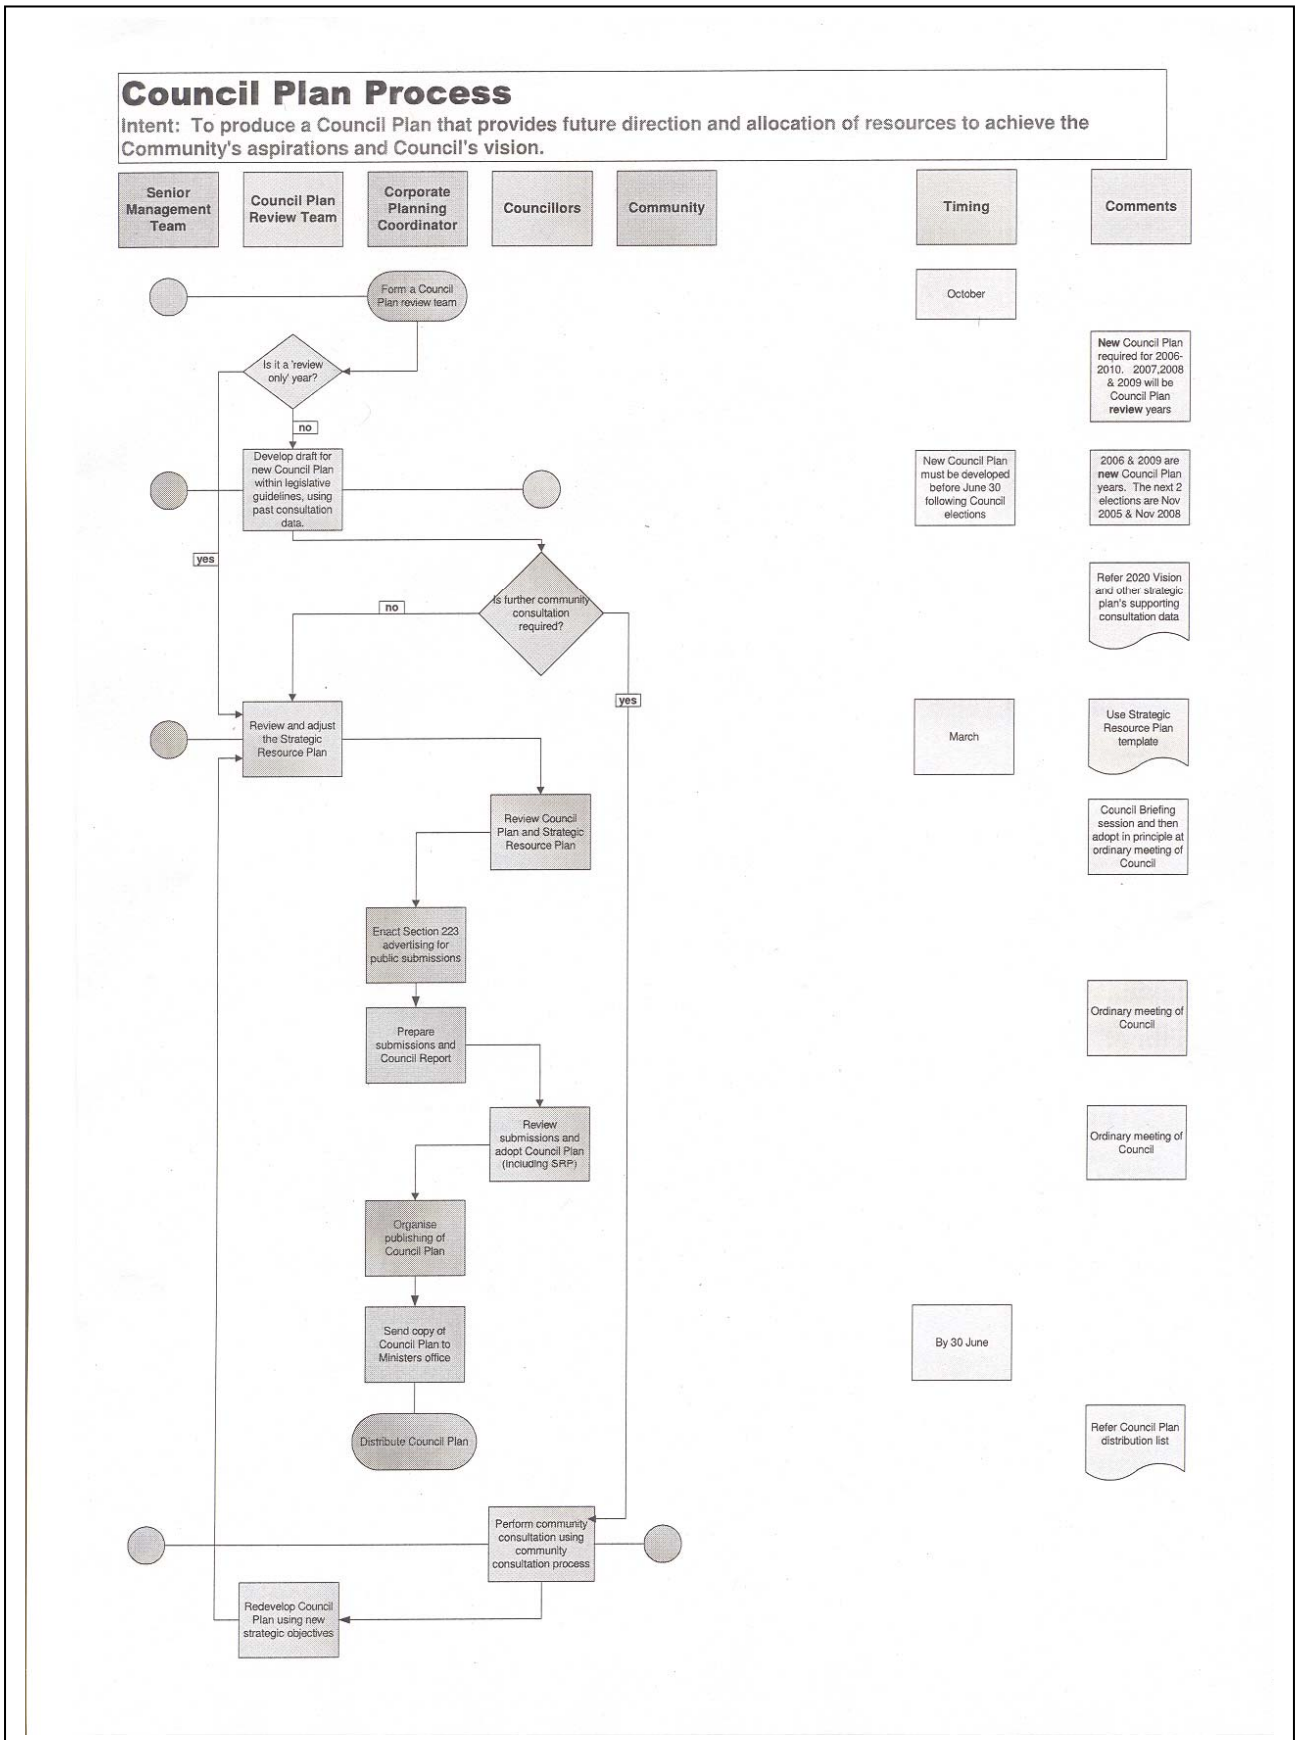 Council Plan Process
Intent: To produce a Council Plan that provides future direction and allocation of resources to achieve the
Community's aspirations and Council's vision.
Senior
Management
Team
Council Plan
Review Team
Corporate
Planning
Coordinator
Councillors
Community
Timing
Comments
Form a Council
Plan review team
October
Is it a 'review
only' year?
New Council Plan
required for 2006-
2010. 2007,2008
& 2009 will be
Council Plan
review years
no
Develop draft for
new Council Plan
within legislative
guidelines, using
past consultation
data.
New Council Plan
must be developed
before June 30
following Council
elections
2006 & 2009 are
new Council Plan
years. The next 2
elections are Nov
2005 & Nov 2008
yes
Is further community
consultation
required?
no
Refer 2020 Vision
and other strategic
plan's supporting
consultation data
yes
Review and adjust
the Strategic
Resource Plan
March
Use Strategic
Resource Plan
template
Review Council
Plan and Strategic
Resource Plan
Council Briefing
session and then
adopt in principle at
ordinary meeting of
Council
Enact Section 223
advertising for
public submissions
Prepare
submissions and
Council Report
Ordinary meeting of
Council
Review
submissions and
adopt Council Plan
(including SRP)
Ordinary meeting of
Council
Organise
publishing of
Council Plan
Send copy of
Council Plan to
Ministers office
By 30 June
Distribute Council Plan
Refer Council Plan
distribution list
Perform community
consultation using
community
consultation process
Redevelop Council
Plan using new
strategic objectives